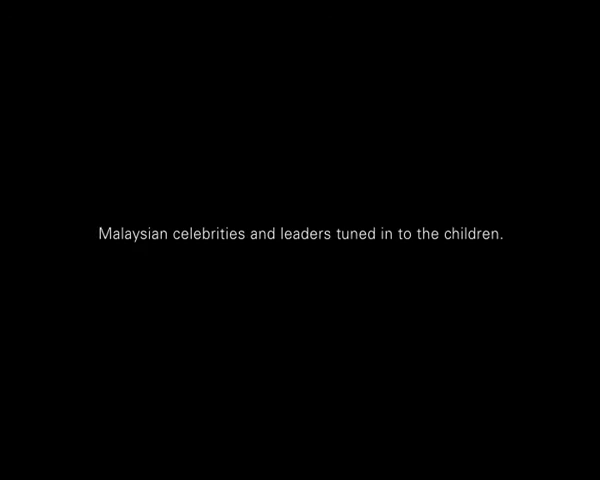 Malaysian celebrities and leaders tuned in to the children.